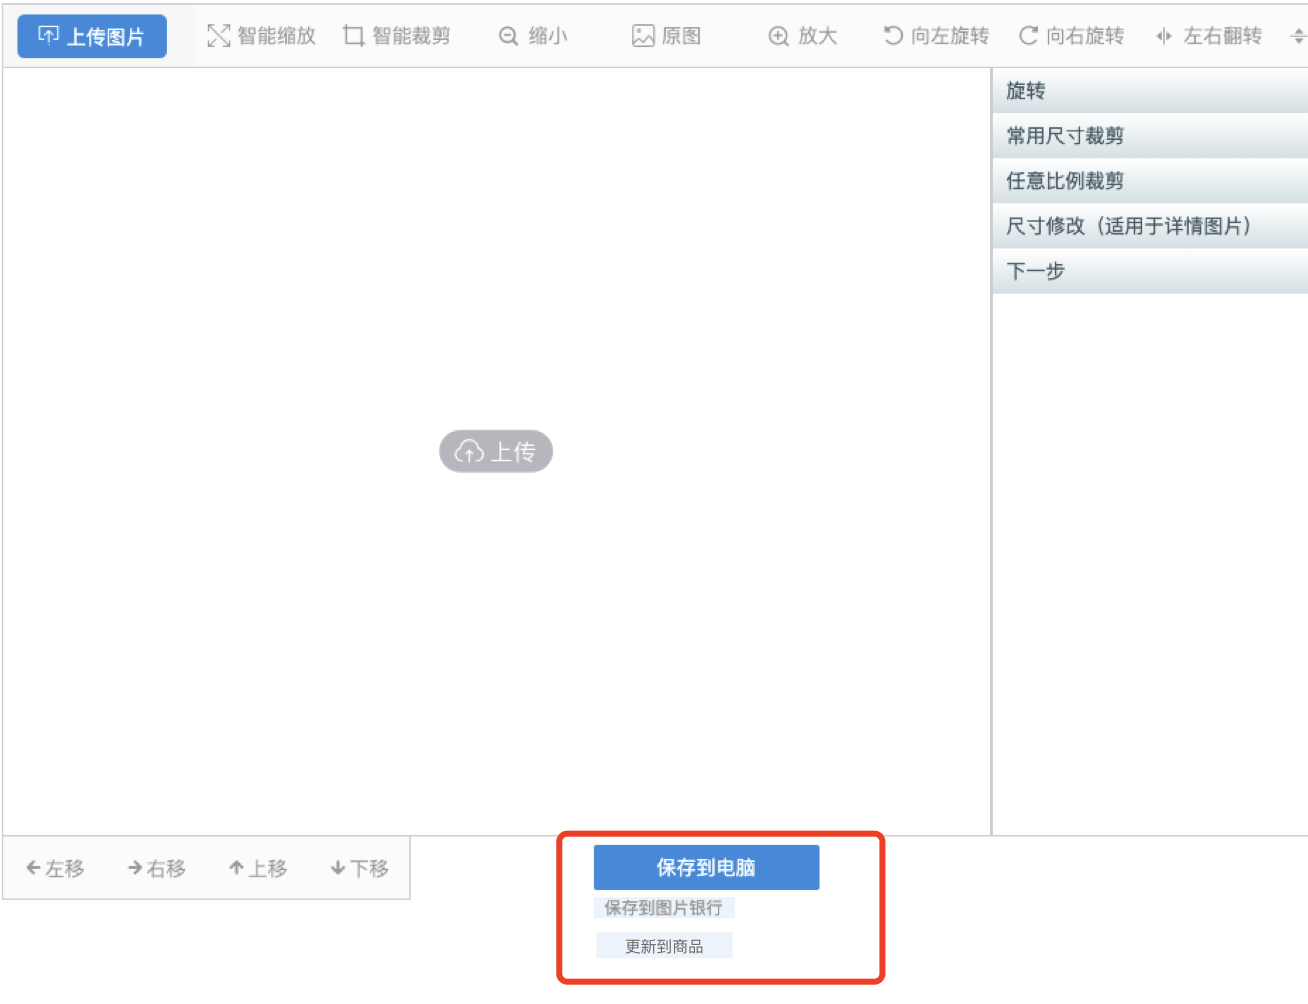 上传图片 智能缩放 智能裁剪 缩小 原图 放大 向左旋转 向右旋转 左右翻转
旋转
常用尺寸裁剪
任意比例裁剪
尺寸修改（适用于详情图片）
下一步
上传
左移 右移 上移 下移
保存到电脑
保存到图片银行
更新到商品